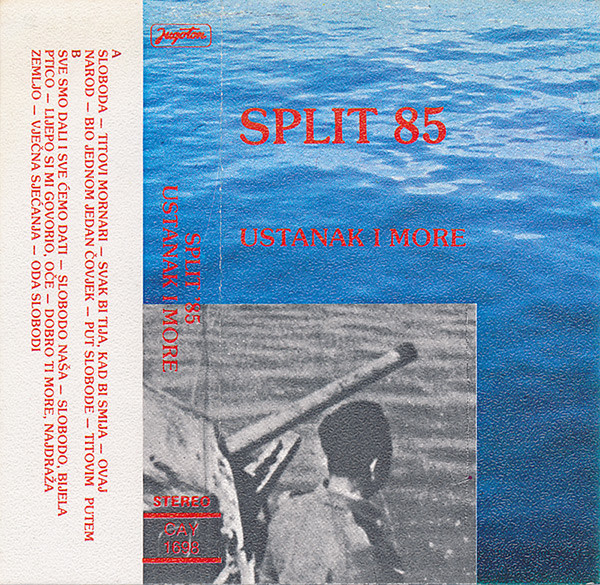 Jugoton
SPLIT 85
USTANAK I MORE
SPLIT '85
USTANAK I MORE
STEREO
CAY
1698
A
SLOBODA — TITOVI MORNARI — SVAK BI TIJA, KAD BI SMIJA — OVAJ
NAROD — BIO JEDNOM JEDAN ČOVJEK — PUT SLOBODE — TITOVIM PUTEM
B
SVE SMO DALI I SVE ĆEMO DATI — SLOBODO NAŠA — SLOBODO, BIJELA
PTICO — LIJEPO SI MI GOVORIO, OČE — DOBRO TI MORE, NAJDRAŽA
ZEMLJO — VJEČNA SJEĆANJA — ODA SLOBODI